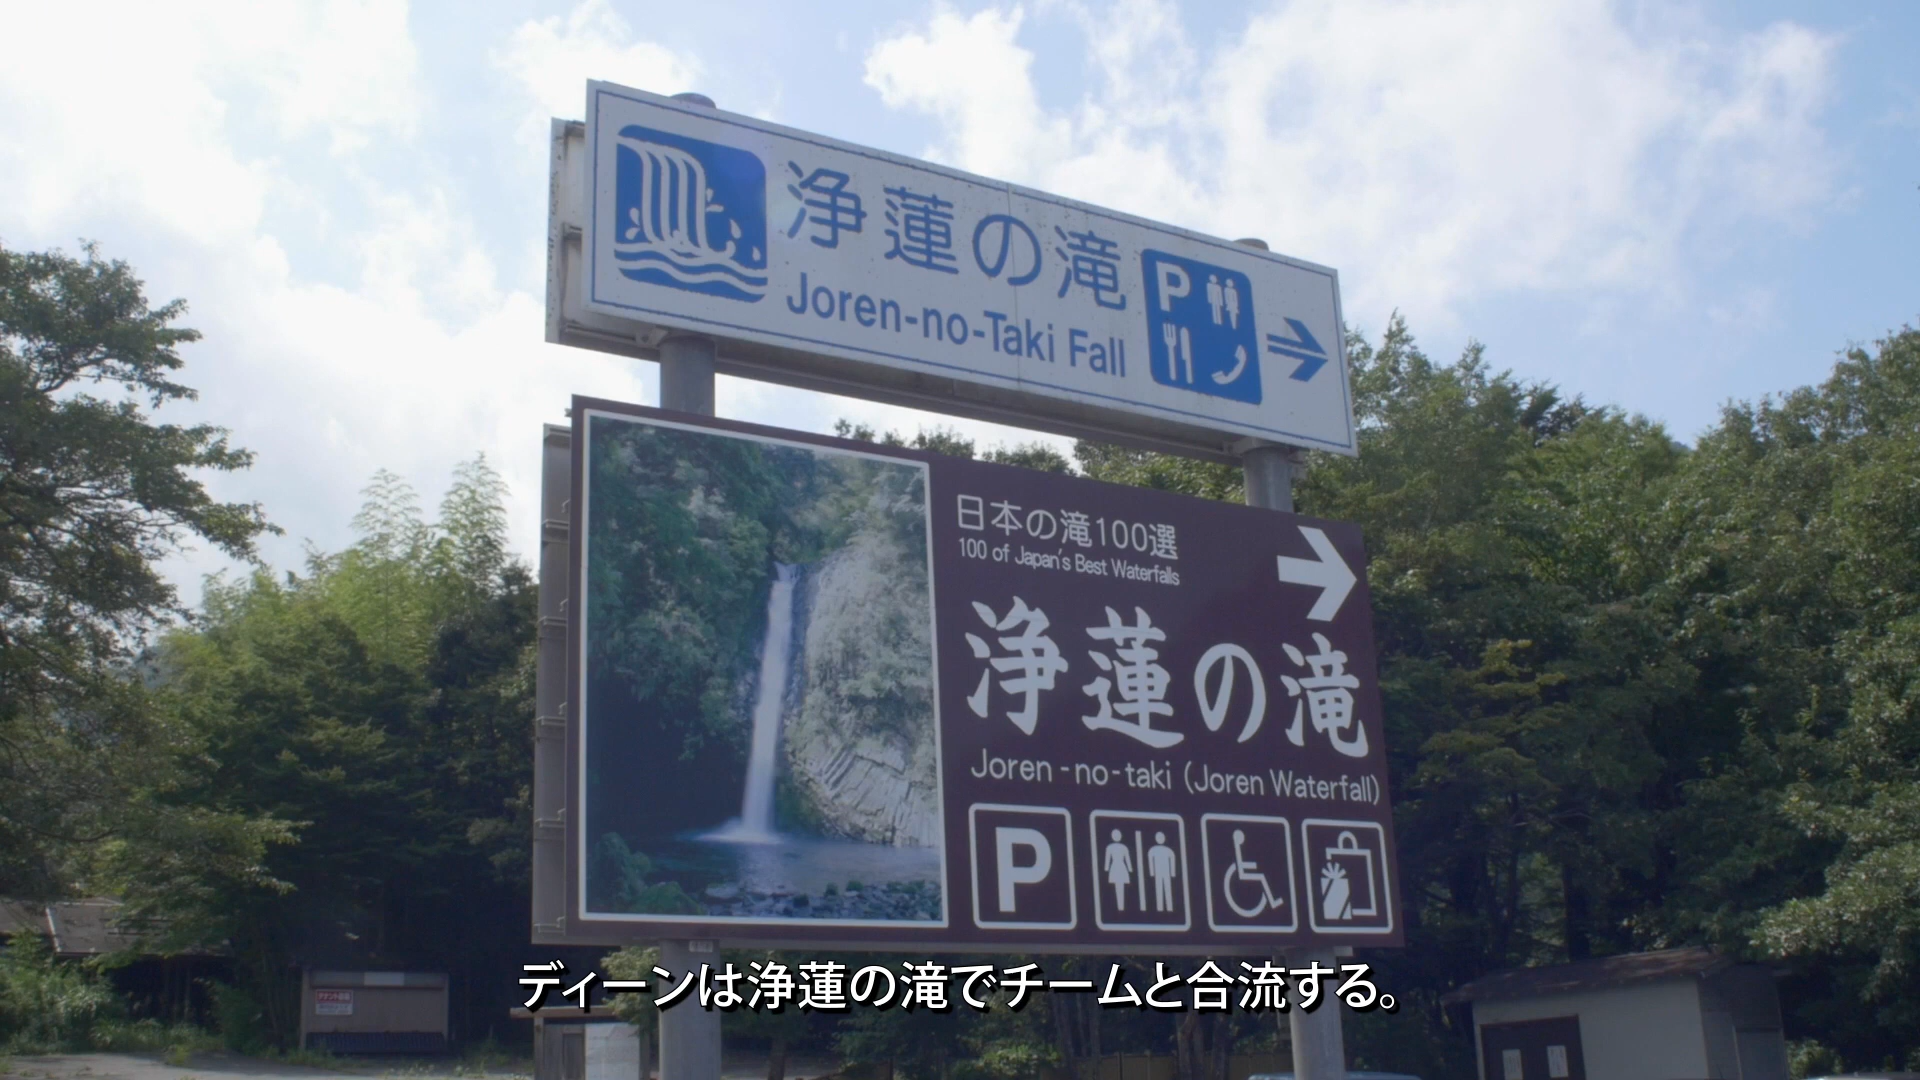 浄蓮の滝
Joren-no-Taki Fall
P
日本の滝100選
100 of Japan's Best Waterfalls
浄蓮の滝
Joren-no-taki (Joren Waterfall)
P
ディーンは浄蓮の滝でチームと合流する。